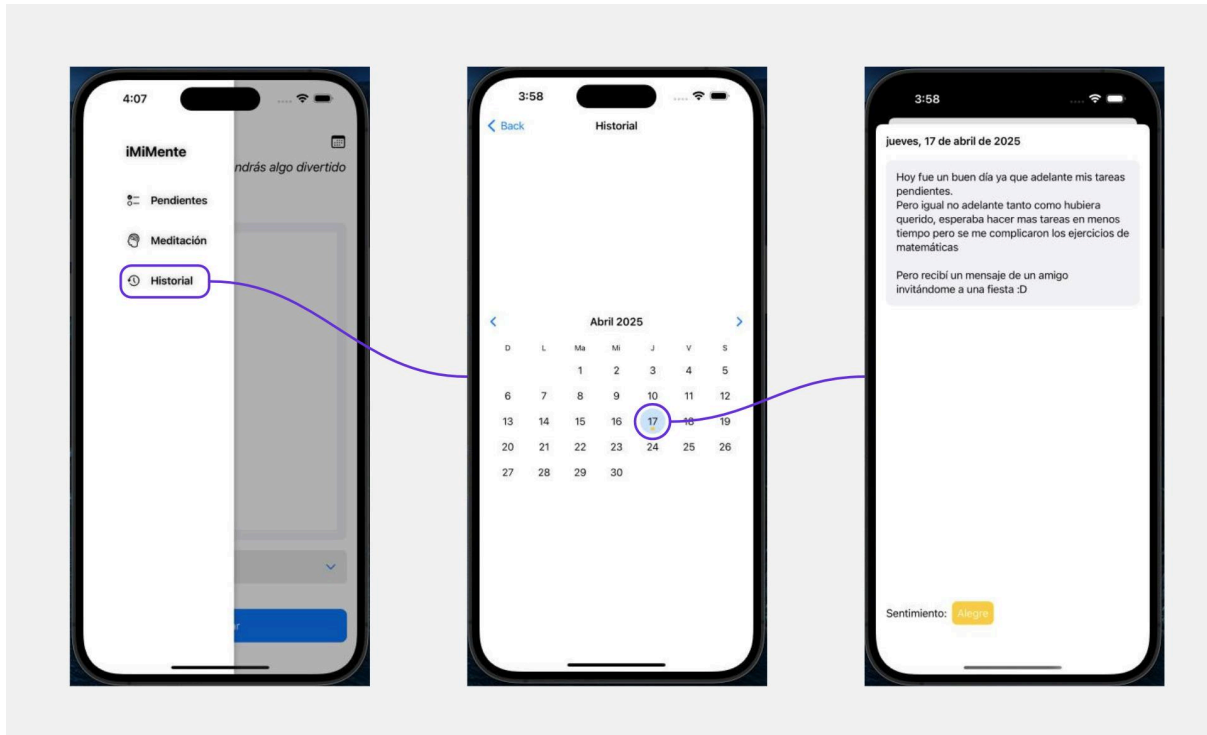 4:07
iMiMente
ndrás algo divertido
Pendientes
Meditación
Historial
r
3:58
Back Historial
Abril 2025
D L Ma Mi J V S
1 2 3 4 5
6 7 8 9 10 11 12
13 14 15 16 17 18 19
20 21 22 23 24 25 26
27 28 29 30
3:58
jueves, 17 de abril de 2025
Hoy fue un buen día ya que adelante mis tareas
pendientes.
Pero igual no adelante tanto como hubiera
querido, esperaba hacer mas tareas en menos
tiempo pero se me complicaron los ejercicios de
matemáticas
Pero recibí un mensaje de un amigo
invitándome a una fiesta :D
Sentimiento: Alegre